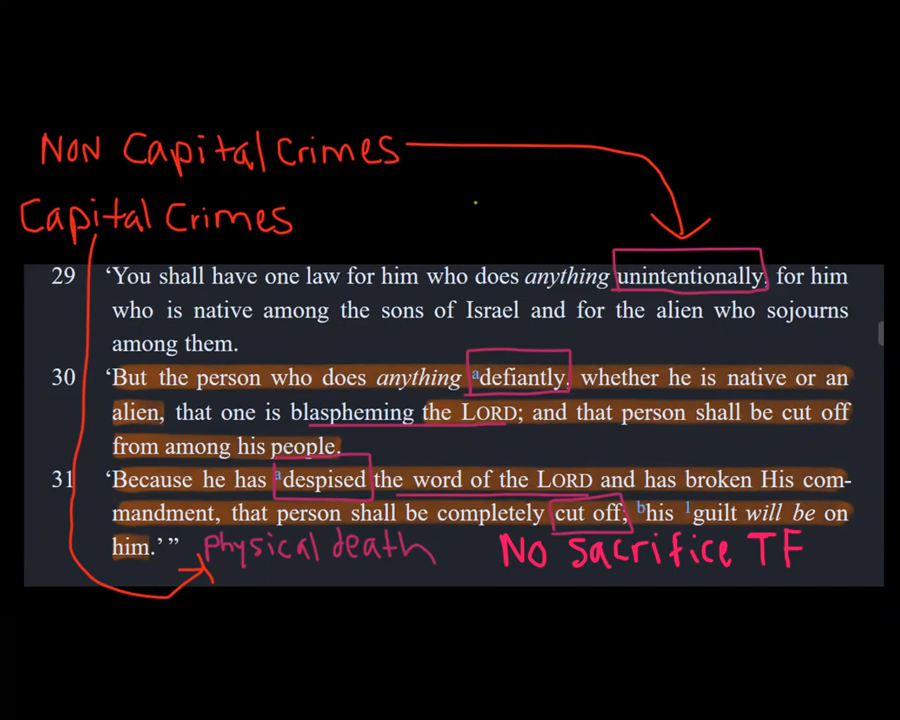 NON Capital Crimes
Capital Crimes
29 ‘You shall have one law for him who does anything unintentionally, for him
who is native among the sons of Israel and for the alien who sojourns
among them.
30 ‘But the person who does anything adefiantly, whether he is native or an
alien, that one is blaspheming the LORD; and that person shall be cut off
from among his people.
31 ‘Because he has adespised the word of the LORD and has broken His com-
mandment, that person shall be completely cut off; bhis 1guilt will be on
him.’ ” physical death No sacrifice TF